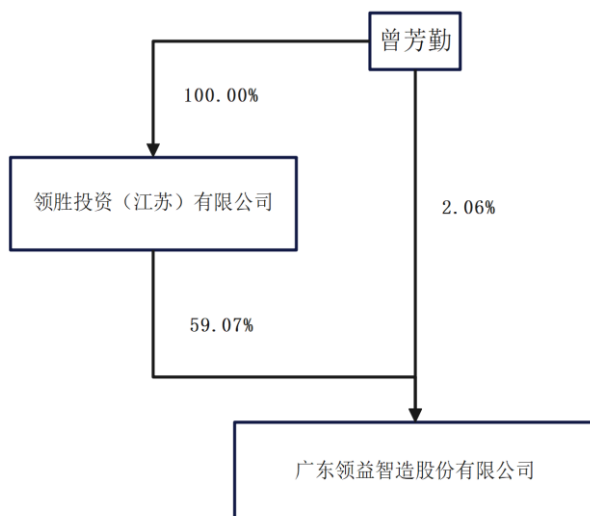 曾芳勤
100.00%
领胜投资（江苏）有限公司
2.06%
59.07%
广东领益智造股份有限公司